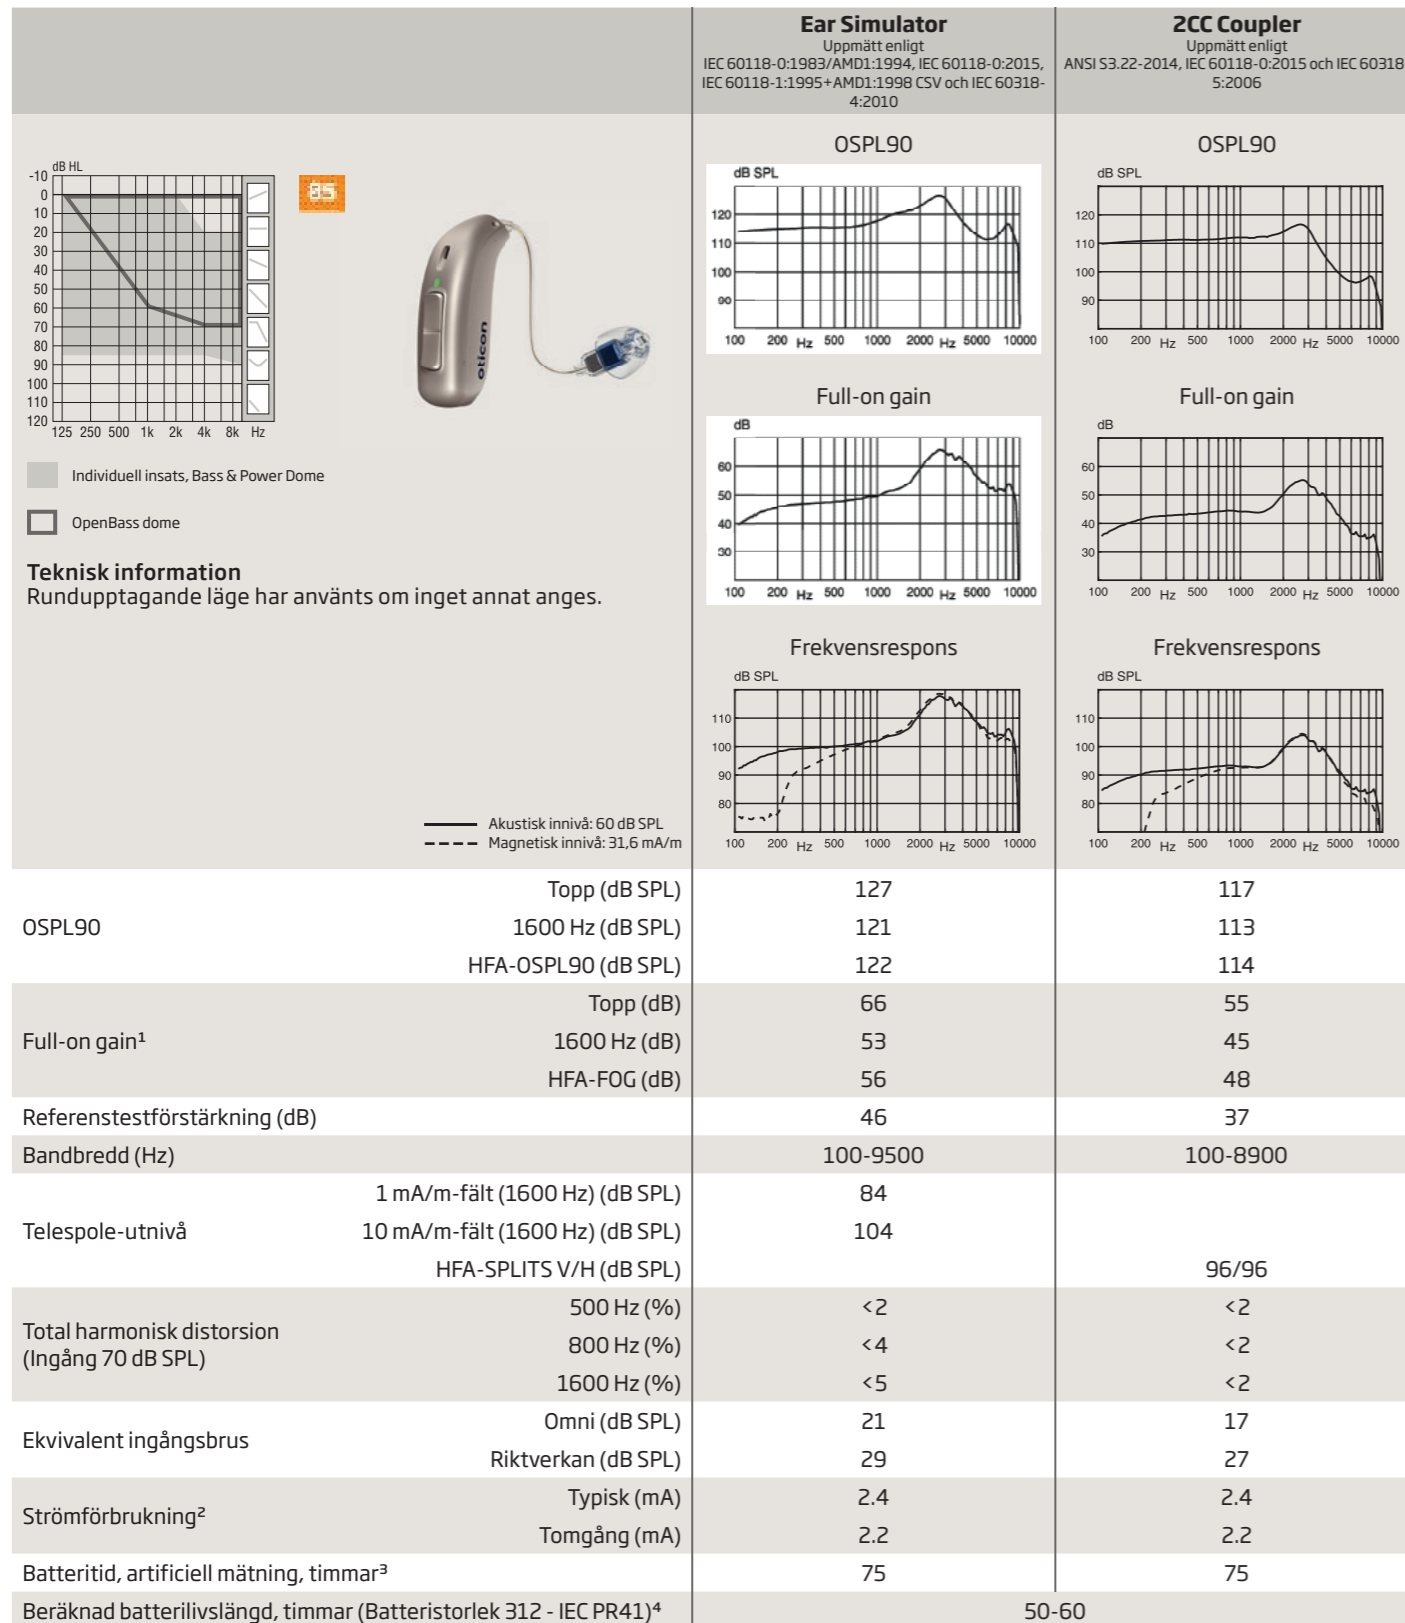 Ear Simulator
Uppmätt enligt
IEC 60118-0:1983/AMD1:1994, IEC 60118-0:2015,
IEC 60118-1:1995+AMD1:1998 CSV och IEC 60318-
4:2010
2CC Coupler
Uppmätt enligt
ANSI S3.22-2014, IEC 60118-0:2015 och IEC 60318-
5:2006
dB HL
-10
0
10
20
30
40
50
60
70
80
90
100
110
120
125 250 500 1k 2k 4k 8k Hz
85
oticon
Individuell insats, Bass & Power Dome
OpenBass dome
Teknisk information
Rundupptagande läge har använts om inget annat anges.
Akustisk innivå: 60 dB SPL
Magnetisk innivå: 31,6 mA/m
OSPL90
dB SPL
120
110
100
90
100 200 Hz 500 1000 2000 Hz 5000 10000
OSPL90
dB SPL
120
110
100
90
100 200 Hz 500 1000 2000 Hz 5000 10000
Full-on gain
dB
60
50
40
30
100 200 Hz 500 1000 2000 Hz 5000 10000
Full-on gain
dB
60
50
40
30
100 200 Hz 500 1000 2000 Hz 5000 10000
Frekvensrespons
dB SPL
110
100
90
80
100 200 Hz 500 1000 2000 Hz 5000 10000
Frekvensrespons
dB SPL
110
100
90
80
100 200 Hz 500 1000 2000 Hz 5000 10000
OSPL90
Topp (dB SPL) 127 117
1600 Hz (dB SPL) 121 113
HFA-OSPL90 (dB SPL) 122 114
Full-on gain¹
Topp (dB) 66 55
1600 Hz (dB) 53 45
HFA-FOG (dB) 56 48
Referenstestförstärkning (dB) 46 37
Bandbredd (Hz) 100-9500 100-8900
Telespole-utnivå
1 mA/m-fält (1600 Hz) (dB SPL) 84
10 mA/m-fält (1600 Hz) (dB SPL) 104
HFA-SPLITS V/H (dB SPL) 96/96
Total harmonisk distorsion
(Ingång 70 dB SPL)
500 Hz (%) <2 <2
800 Hz (%) <4 <2
1600 Hz (%) <5 <2
Ekvivalent ingångsbrus
Omni (dB SPL) 21 17
Riktverkan (dB SPL) 29 27
Strömförbrukning²
Typisk (mA) 2.4 2.4
Tomgång (mA) 2.2 2.2
Batteritid, artificiell mätning, timmar³ 75 75
Beräknad batterilivslängd, timmar (Batteristorlek 312 - IEC PR41)⁴ 50-60